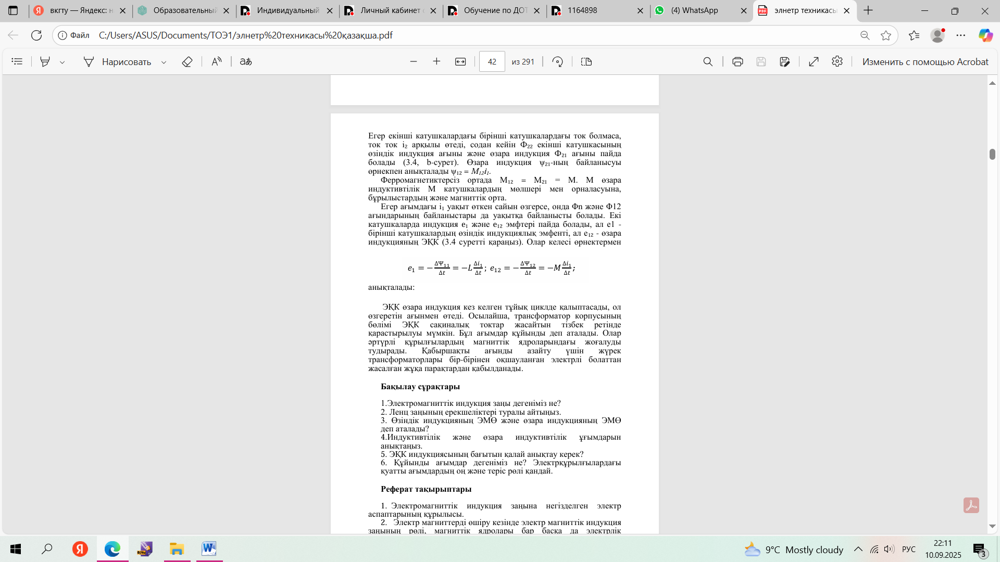 вкгту — Яндекс: н
Образовательный
Индивидуальный
Личный кабинет с
Обучение по ДОТ
1164898
(4) WhatsApp
элнетр техникасы
Файл
C:/Users/ASUS/Documents/ТОЭ1/элнетр%20техникасы%20қазақша.pdf
Нарисовать
42
из 291
Изменить с помощью Acrobat
Егер екінші катушкалардағы бірінші катушкалардағы ток болмаса,
ток ток i₂ арқылы өтеді, содан кейін Ф₂₂ екінші катушкасының
өзіндік индукция ағыны және өзара индукция Ф₂₁ ағыны пайда
болады (3.4, b-сурет). Өзара индукция ψ₂₁-ның байланысуы
өрнекпен анықталады ψ₁₂ = M₁₂i₁.
Ферромагнетиктерсіз ортада M₁₂ = M₂₁ = M. M өзара
индуктивтілік M катушкалардың мөлшері мен орналасуына,
бұрылыстардың және магниттік орта.
Егер ағымдағы i₁ уақыт өткен сайын өзгерсе, онда Фn және Ф12
ағындарының байланыстары да уақытқа байланысты болады. Екі
катушкаларда индукция e₁ және e₁₂ эмфтері пайда болады, ал e1 -
бірінші катушкалардың өзіндік индукциялық эмфенті, ал e₁₂ - өзара
индукцияның ЭҚК (3.4 суретті қараңыз). Олар келесі өрнектермен
e₁ = −ΔΨ₁₁/Δt = −LΔi₁/Δt; e₁₂ = −ΔΨ₁₂/Δt = −MΔi₁/Δt;
анықталады:
ЭҚК өзара индукция кез келген тұйық циклде қалыптасады, ол
өзгеретін ағынмен өтеді. Осылайша, трансформатор корпусының
бөлімі ЭҚК сақиналық токтар жасайтын тізбек ретінде
қарастырылуы мүмкін. Бұл ағымдар құйынды деп аталады. Олар
әртүрлі құрылғылардың магниттік ядроларындағы жоғалуды
тудырады. Қабыршақты ағынды азайту үшін жүрек
трансформаторлары бір-бірінен оқшауланған электрлі болаттан
жасалған жұқа парақтардан қабылданады.
Бақылау сұрақтары
1.Электромагниттік индукция заңы дегеніміз не?
2. Ленц заңының ерекшеліктері туралы айтыңыз.
3. Өзіндік индукцияның ЭМӨ және өзара индукцияның ЭМӨ
деп аталады?
4.Индуктивтілік және өзара индуктивтілік ұғымдарын
анықтаңыз.
5. ЭҚК индукциясының бағытын қалай анықтау керек?
6. Құйынды ағымдар дегеніміз не? Электрқұрылғылардағы
қуатты ағымдардың оң және теріс рөлі қандай.
Реферат тақырыптары
1. Электромагниттік индукция заңына негізделген электр
аспаптарының құрылысы.
2. Электр магниттерді өшіру кезінде электр магниттік индукция
заңының рөлі, магниттік ядролары бар басқа да электрлік
9°C Mostly cloudy
РУС
22:11
10.09.2025
3